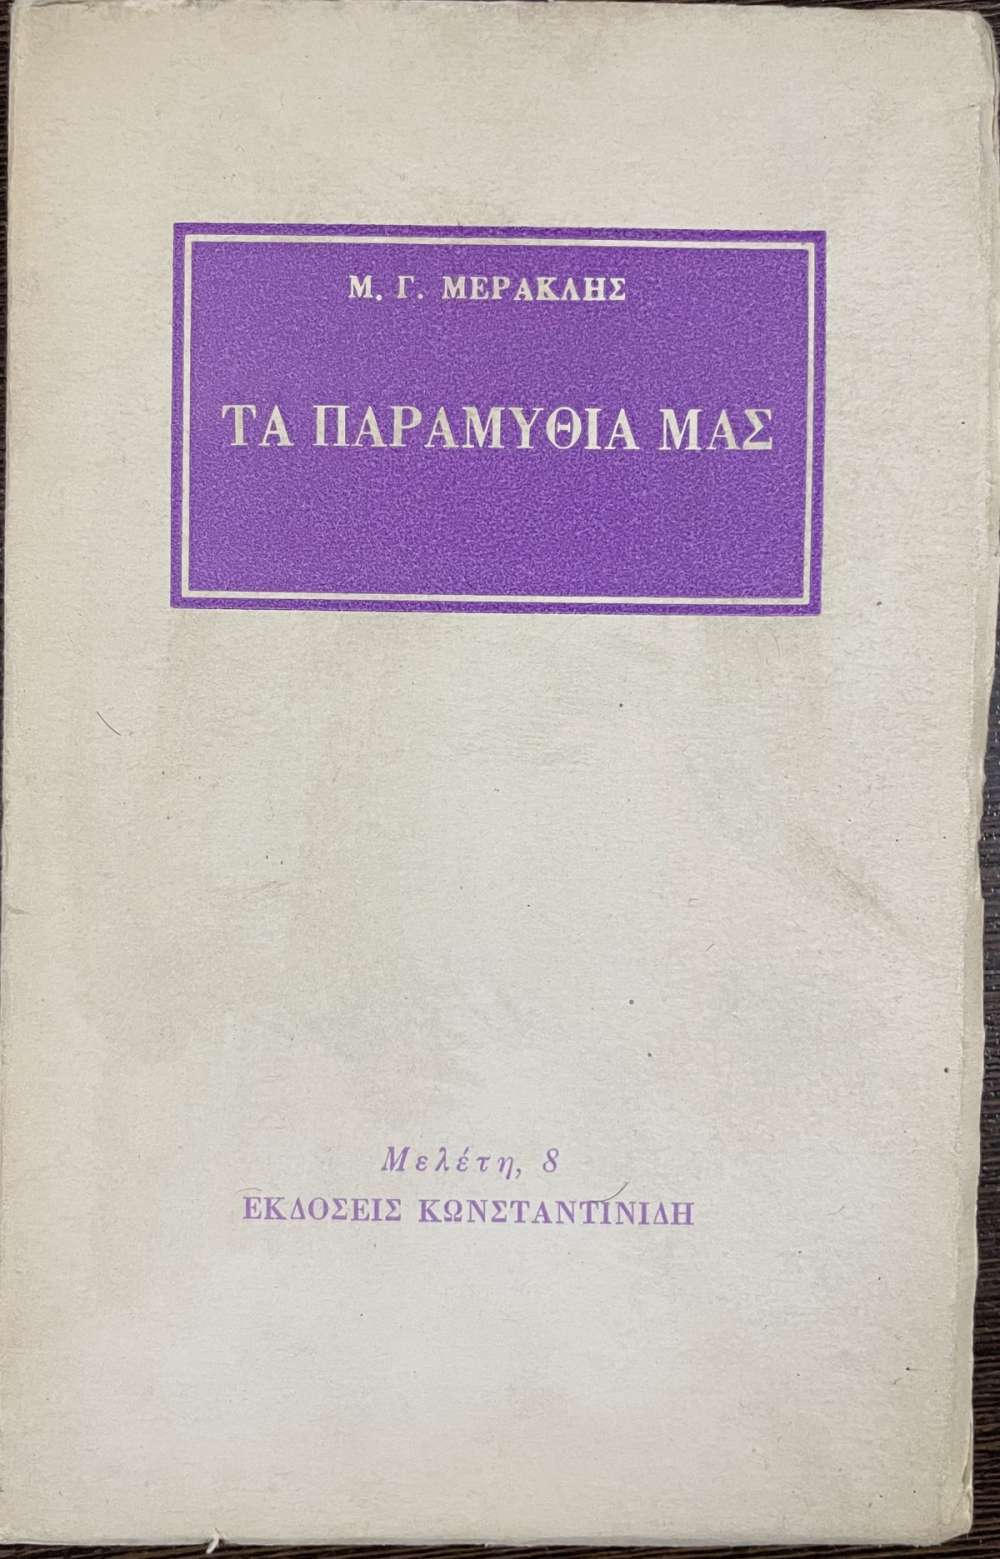 Μ. Γ. ΜΕΡΑΚΛΗΣ
ΤΑ ΠΑΡΑΜΥΘΙΑ ΜΑΣ
Μελέτη, 8
ΕΚΔΟΣΕΙΣ ΚΩΝΣΤΑΝΤΙΝΙΔΗ